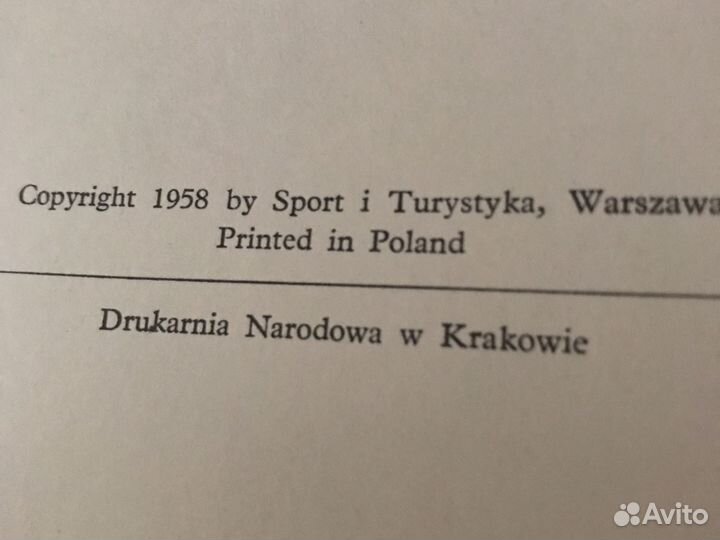 Copyright 1958 by Sport i Turystyka, Warszawa
Printed in Poland
Drukarnia Narodowa w Krakowie
Avito